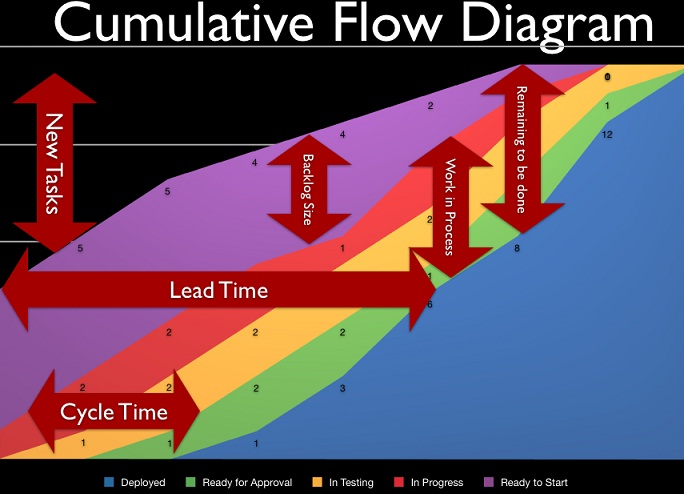 Cumulative Flow Diagram
New Tasks
Backlog Size
Work in Process
Remaining to be done
Lead Time
Cycle Time
0
1
2
12
4
4
5
5
8
2
1
1
6
2
2
2
2
2
2
3
1
1
1
Deployed
Ready for Approval
In Testing
In Progress
Ready to Start